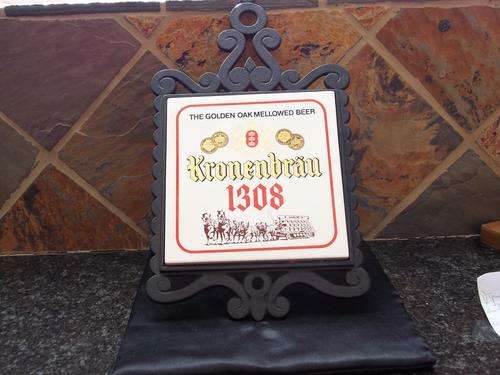 THE GOLDEN OAK MELLOWED BEER
Kronenbräu
1308